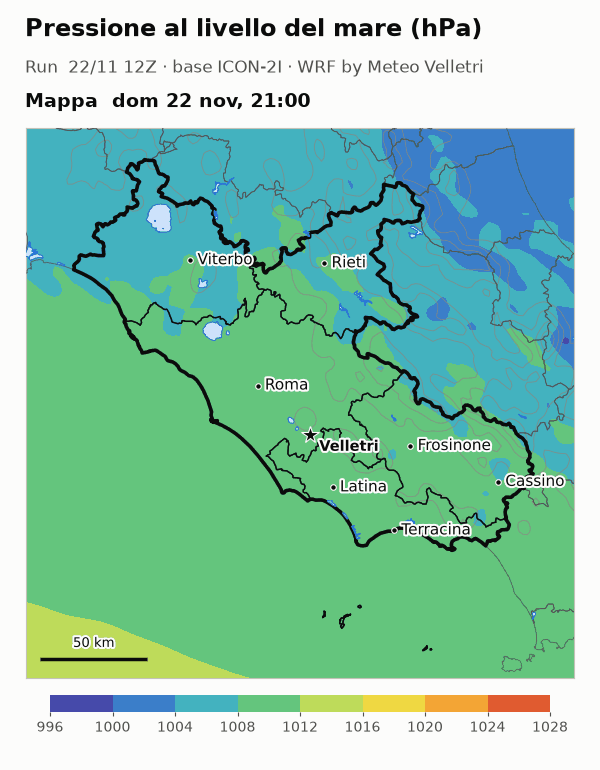 Pressione al livello del mare (hPa)
Run  22/11 12Z · base ICON-2I · WRF by Meteo Velletri
Mappa  dom 22 nov, 21:00
Viterbo
Rieti
Roma
Velletri
Frosinone
Cassino
Latina
Terracina
50 km
996 1000 1004 1008 1012 1016 1020 1024 1028